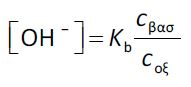 [OH⁻] = K_b c_βασ / c_οξ